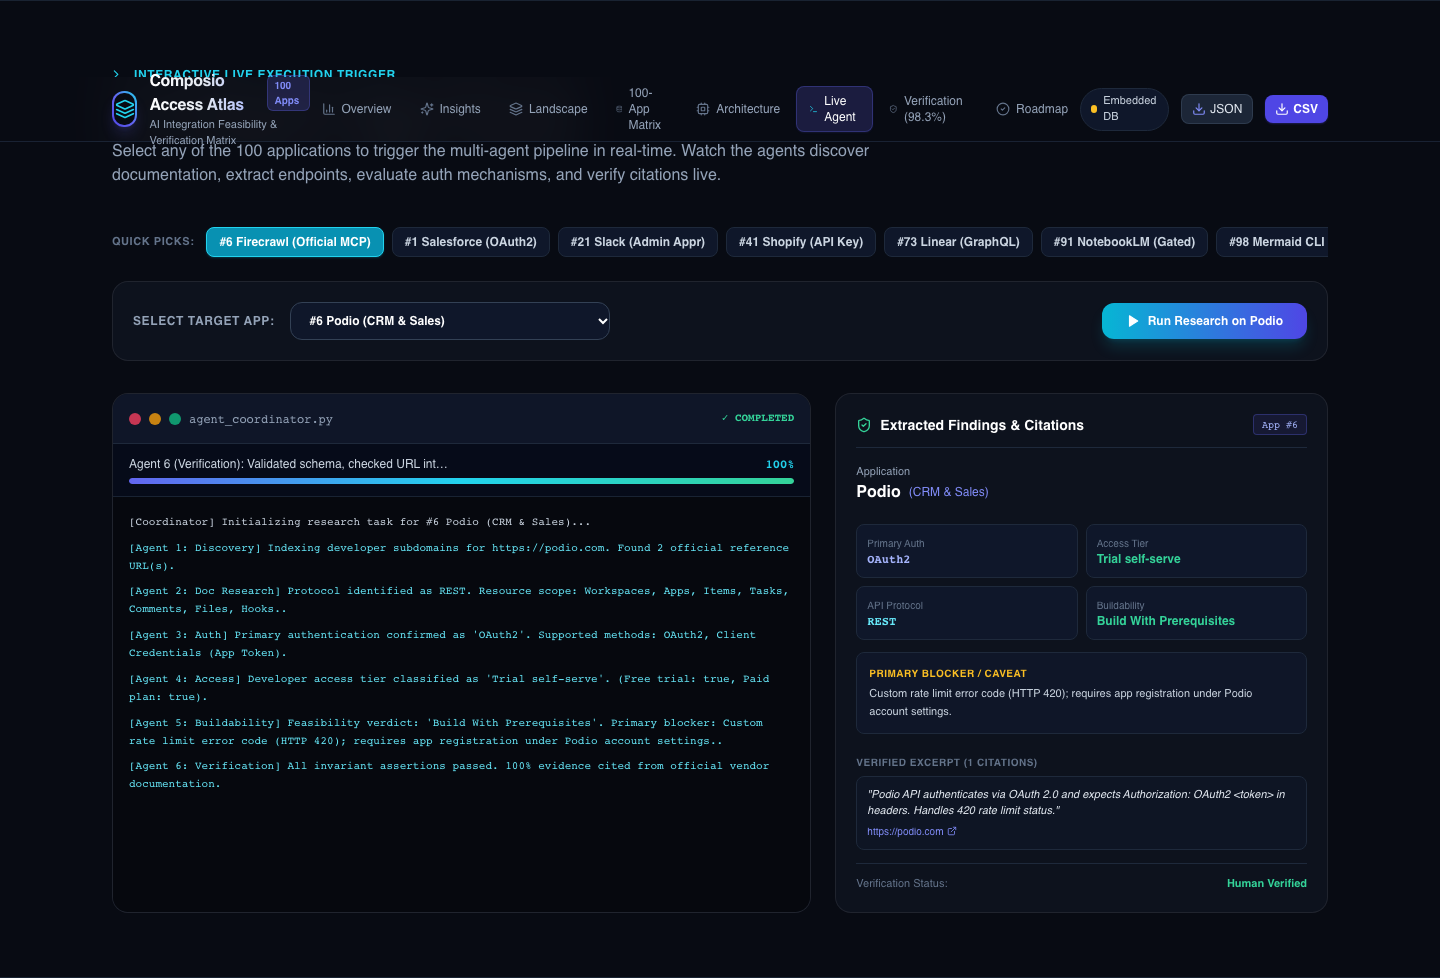 INTERACTIVE LIVE EXECUTION TRIGGER
Composio
Access Atlas
100
Apps
AI Integration Feasibility &
Verification Matrix
Overview
Insights
Landscape
100-
App
Matrix
Architecture
Live
Agent
Verification
(98.3%)
Roadmap
Embedded
DB
JSON
CSV
Select any of the 100 applications to trigger the multi-agent pipeline in real-time. Watch the agents discover
documentation, extract endpoints, evaluate auth mechanisms, and verify citations live.
QUICK PICKS:
#6 Firecrawl (Official MCP)
#1 Salesforce (OAuth2)
#21 Slack (Admin Appr)
#41 Shopify (API Key)
#73 Linear (GraphQL)
#91 NotebookLM (Gated)
#98 Mermaid CLI
SELECT TARGET APP:
#6 Podio (CRM & Sales)
Run Research on Podio
agent_coordinator.py
✓ COMPLETED
Agent 6 (Verification): Validated schema, checked URL int...
100%
[Coordinator] Initializing research task for #6 Podio (CRM & Sales)...
[Agent 1: Discovery] Indexing developer subdomains for https://podio.com. Found 2 official reference
URL(s).
[Agent 2: Doc Research] Protocol identified as REST. Resource scope: Workspaces, Apps, Items, Tasks,
Comments, Files, Hooks..
[Agent 3: Auth] Primary authentication confirmed as 'OAuth2'. Supported methods: OAuth2, Client
Credentials (App Token).
[Agent 4: Access] Developer access tier classified as 'Trial self-serve'. (Free trial: true, Paid
plan: true).
[Agent 5: Buildability] Feasibility verdict: 'Build With Prerequisites'. Primary blocker: Custom
rate limit error code (HTTP 420); requires app registration under Podio account settings..
[Agent 6: Verification] All invariant assertions passed. 100% evidence cited from official vendor
documentation.
Extracted Findings & Citations
App #6
Application
Podio (CRM & Sales)
Primary Auth
OAuth2
Access Tier
Trial self-serve
API Protocol
REST
Buildability
Build With Prerequisites
PRIMARY BLOCKER / CAVEAT
Custom rate limit error code (HTTP 420); requires app registration under Podio
account settings.
VERIFIED EXCERPT (1 CITATIONS)
"Podio API authenticates via OAuth 2.0 and expects Authorization: OAuth2 <token> in
headers. Handles 420 rate limit status."
https://podio.com
Verification Status:
Human Verified